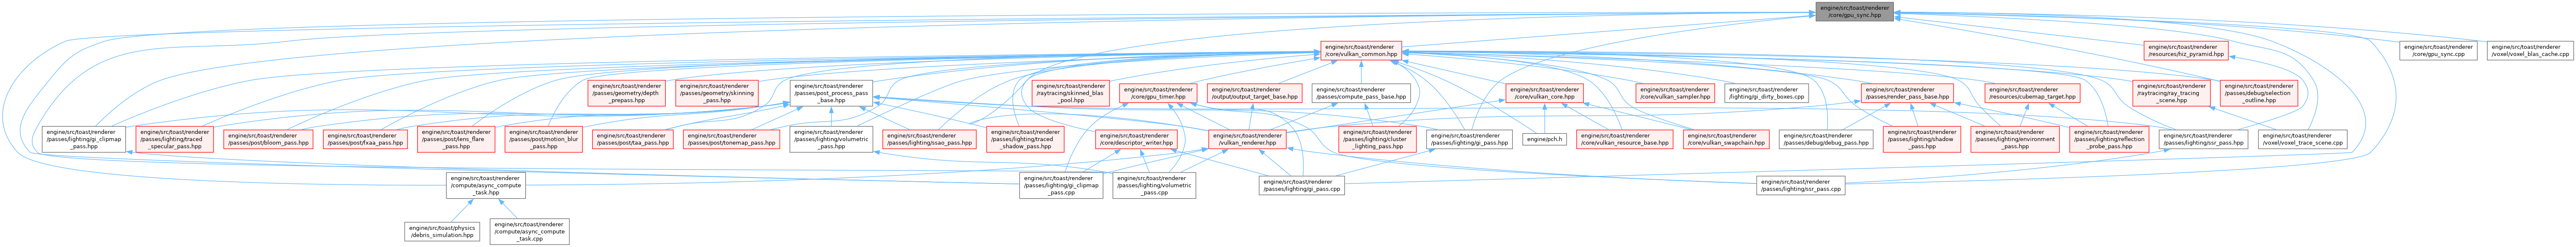 engine/src/toast/renderer
/core/gpu_sync.hpp
engine/src/toast/renderer
/core/vulkan_common.hpp
engine/src/toast/renderer
/resources/hiz_pyramid.hpp
engine/src/toast/renderer
/core/gpu_sync.cpp
engine/src/toast/renderer
/voxel/voxel_blas_cache.cpp
engine/src/toast/renderer
/passes/geometry/depth
_prepass.hpp
engine/src/toast/renderer
/passes/geometry/skinning
_pass.hpp
engine/src/toast/renderer
/passes/post_process_pass
_base.hpp
engine/src/toast/renderer
/raytracing/skinned_blas
_pool.hpp
engine/src/toast/renderer
/core/gpu_timer.hpp
engine/src/toast/renderer
/output/output_target_base.hpp
engine/src/toast/renderer
/passes/compute_pass_base.hpp
engine/src/toast/renderer
/core/vulkan_core.hpp
engine/src/toast/renderer
/core/vulkan_sampler.hpp
engine/src/toast/renderer
/lighting/gi_dirty_boxes.cpp
engine/src/toast/renderer
/passes/render_pass_base.hpp
engine/src/toast/renderer
/resources/cubemap_target.hpp
engine/src/toast/renderer
/raytracing/ray_tracing
_scene.hpp
engine/src/toast/renderer
/passes/debug/selection
_outline.hpp
engine/src/toast/renderer
/passes/lighting/gi_clipmap
_pass.hpp
engine/src/toast/renderer
/passes/lighting/traced
_specular_pass.hpp
engine/src/toast/renderer
/passes/post/bloom_pass.hpp
engine/src/toast/renderer
/passes/post/fxaa_pass.hpp
engine/src/toast/renderer
/passes/post/lens_flare
_pass.hpp
engine/src/toast/renderer
/passes/post/motion_blur
_pass.hpp
engine/src/toast/renderer
/passes/post/taa_pass.hpp
engine/src/toast/renderer
/passes/post/tonemap_pass.hpp
engine/src/toast/renderer
/passes/lighting/volumetric
_pass.hpp
engine/src/toast/renderer
/passes/lighting/ssao_pass.hpp
engine/src/toast/renderer
/passes/lighting/traced
_shadow_pass.hpp
engine/src/toast/renderer
/core/descriptor_writer.hpp
engine/src/toast/renderer
/vulkan_renderer.hpp
engine/src/toast/renderer
/passes/lighting/cluster
_lighting_pass.hpp
engine/src/toast/renderer
/passes/lighting/gi_pass.hpp
engine/pch.h
engine/src/toast/renderer
/core/vulkan_resource_base.hpp
engine/src/toast/renderer
/core/vulkan_swapchain.hpp
engine/src/toast/renderer
/passes/debug/debug_pass.hpp
engine/src/toast/renderer
/passes/lighting/shadow
_pass.hpp
engine/src/toast/renderer
/passes/lighting/environment
_pass.hpp
engine/src/toast/renderer
/passes/lighting/reflection
_probe_pass.hpp
engine/src/toast/renderer
/passes/lighting/ssr_pass.hpp
engine/src/toast/renderer
/voxel/voxel_trace_scene.cpp
engine/src/toast/renderer
/compute/async_compute
_task.hpp
engine/src/toast/renderer
/passes/lighting/gi_clipmap
_pass.cpp
engine/src/toast/renderer
/passes/lighting/volumetric
_pass.cpp
engine/src/toast/renderer
/passes/lighting/gi_pass.cpp
engine/src/toast/renderer
/passes/lighting/ssr_pass.cpp
engine/src/toast/physics
/debris_simulation.hpp
engine/src/toast/renderer
/compute/async_compute
_task.cpp